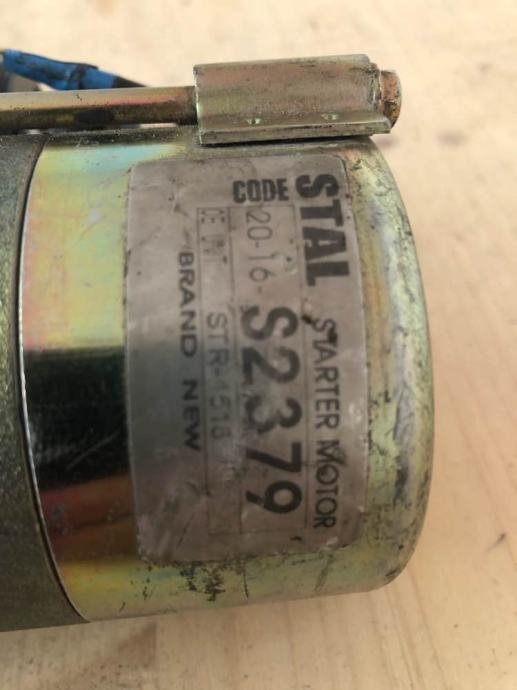 STAL STARTER MOTOR
CODE
20-16- S2379
STR-1518
BRAND NEW